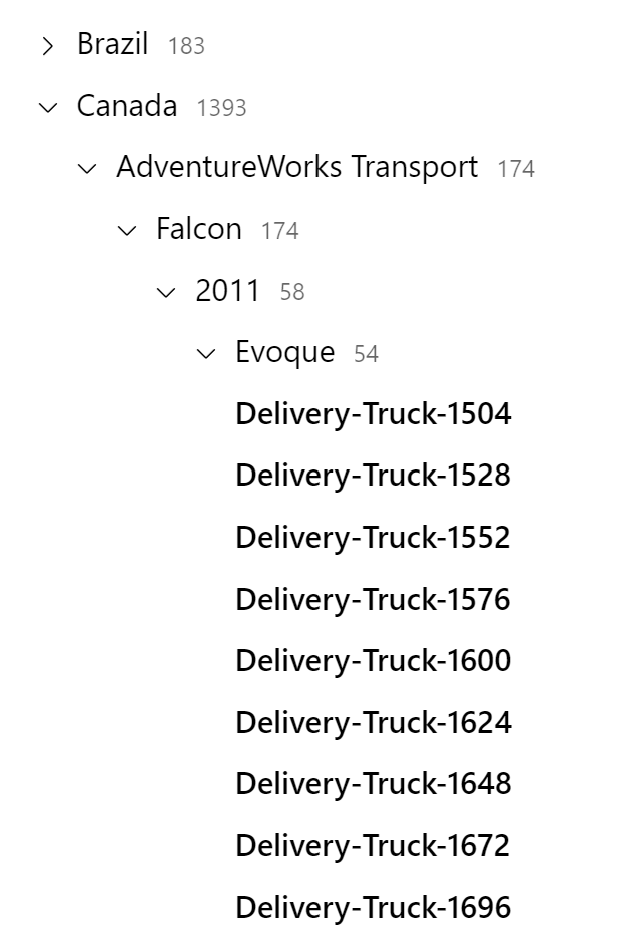 Brazil 183
Canada 1393
AdventureWorks Transport 174
Falcon 174
2011 58
Evoque 54
Delivery-Truck-1504
Delivery-Truck-1528
Delivery-Truck-1552
Delivery-Truck-1576
Delivery-Truck-1600
Delivery-Truck-1624
Delivery-Truck-1648
Delivery-Truck-1672
Delivery-Truck-1696